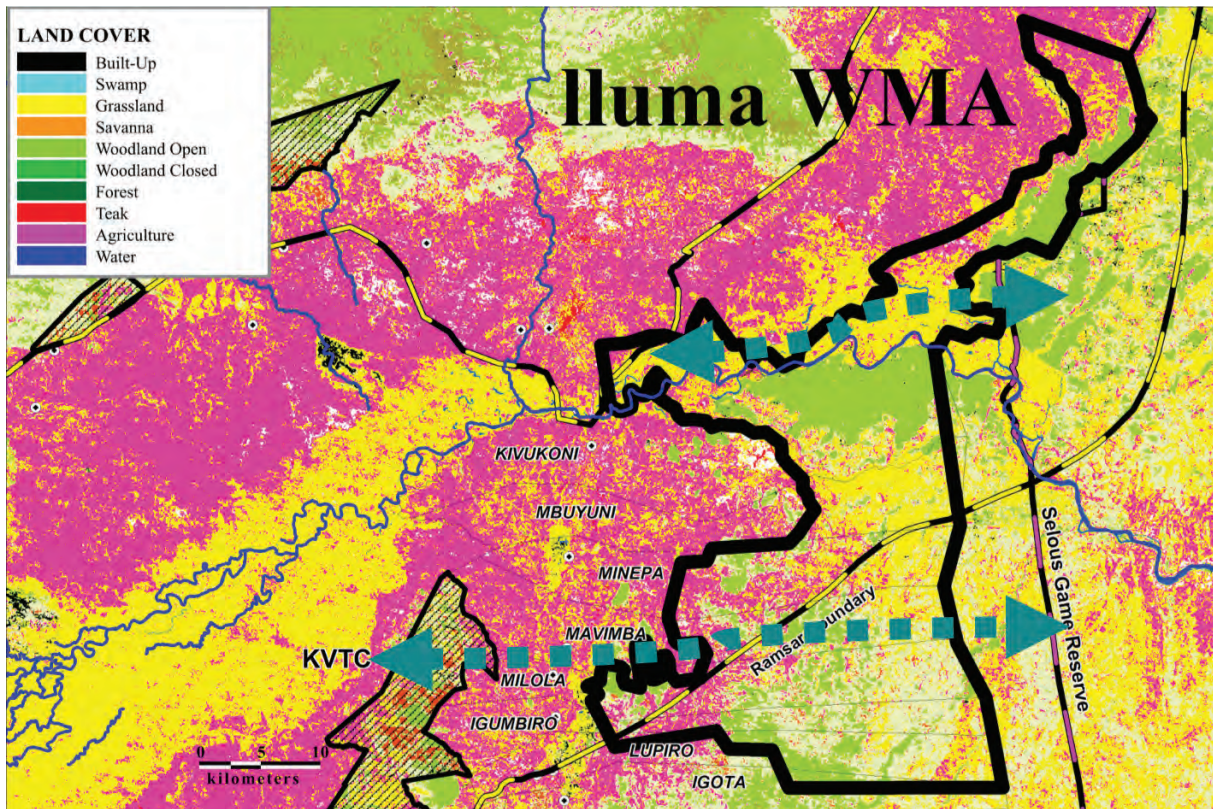 LAND COVER
Built-Up
Swamp
Grassland
Savanna
Woodland Open
Woodland Closed
Forest
Teak
Agriculture
Water
lluma WMA
KIVUKONI
MBUYUNI
MINEPA
MAVIMBA
KVTC
MILOLA
IGUMBIRO
LUPIRO
IGOTA
Ramsar Boundary
Selous Game Reserve
0 5 10
kilometers